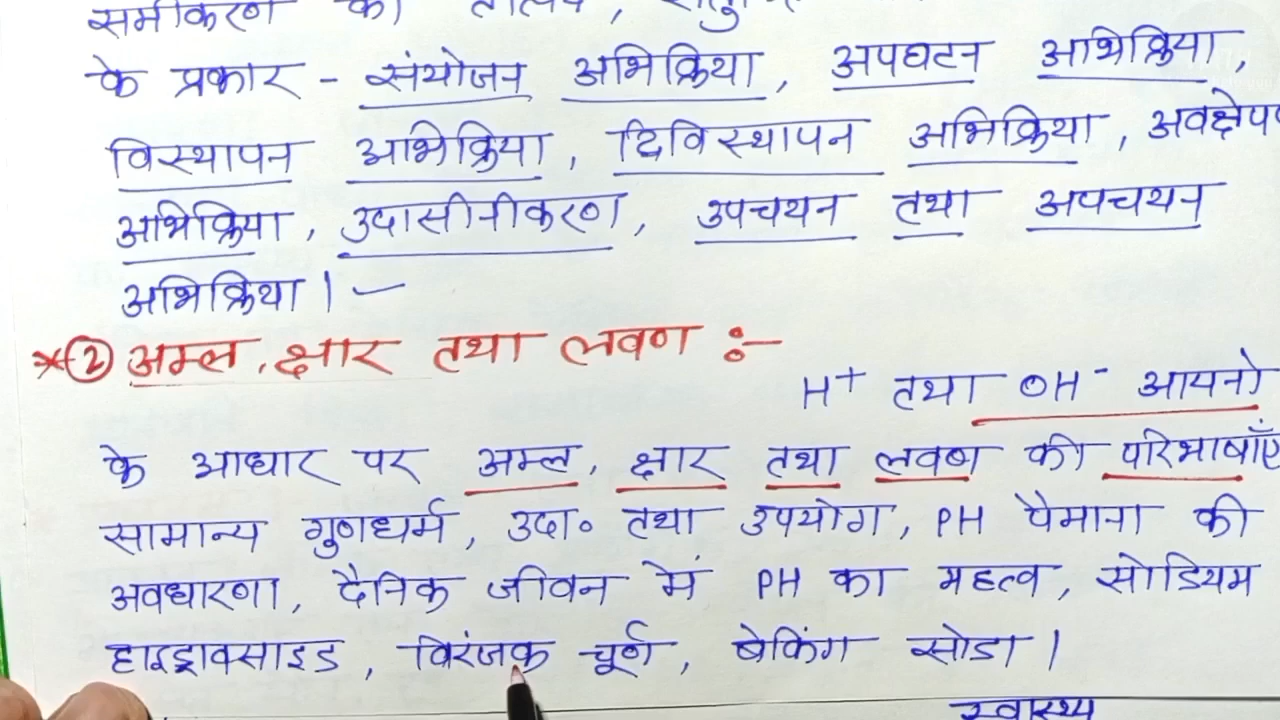 समीकरण का
के प्रकार - संयोजन अभिक्रिया, अपघटन अभिक्रिया,
विस्थापन अभिक्रिया, द्विविस्थापन अभिक्रिया,
अभिक्रिया, उदासीनीकरण, उपचयन तथा अपचयन
अभिक्रिया। -
*② अम्ल, क्षार तथा लवण :-
H⁺ तथा OH⁻ आयनो
के आधार पर अम्ल, क्षार तथा लवण की परिभाषाएँ
सामान्य गुणधर्म, उदा० तथा उपयोग, PH पैमाना की
अवधारणा, दैनिक जीवन में PH का महत्व, सोडियम
हाइड्राक्साइड, विरंजक चूर्ण, बेकिंग सोडा।
स्वास्थ्य